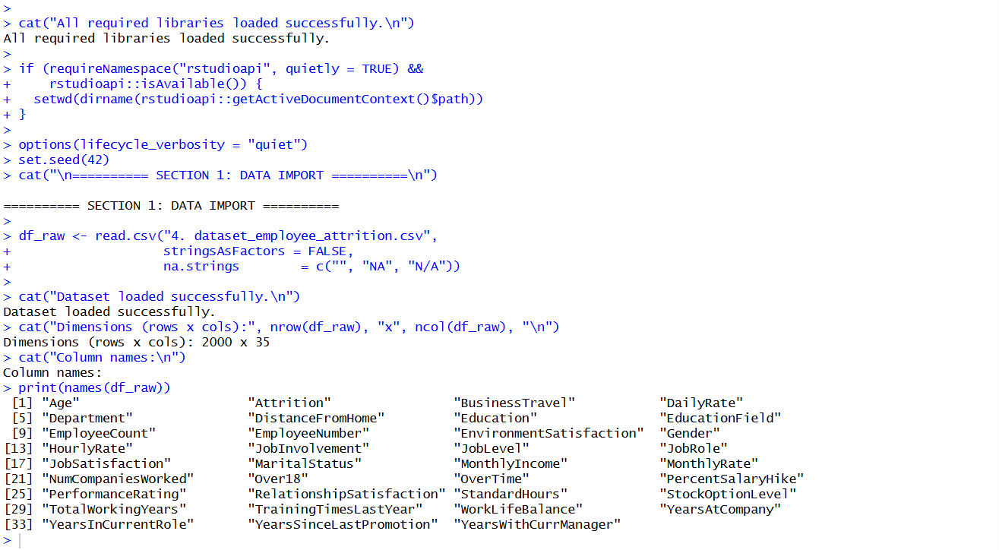 >
> cat("All required libraries loaded successfully.\n")
All required libraries loaded successfully.
>
> if (requireNamespace("rstudioapi", quietly = TRUE) &&
+     rstudioapi::isAvailable()) {
+   setwd(dirname(rstudioapi::getActiveDocumentContext()$path))
+ }
>
> options(lifecycle_verbosity = "quiet")
> set.seed(42)
> cat("\n========== SECTION 1: DATA IMPORT ==========\n")

========== SECTION 1: DATA IMPORT ==========
>
> df_raw <- read.csv("4. dataset_employee_attrition.csv",
+                    stringsAsFactors = FALSE,
+                    na.strings        = c("", "NA", "N/A"))
>
> cat("Dataset loaded successfully.\n")
Dataset loaded successfully.
> cat("Dimensions (rows x cols):", nrow(df_raw), "x", ncol(df_raw), "\n")
Dimensions (rows x cols): 2000 x 35
> cat("Column names:\n")
Column names:
> print(names(df_raw))
 [1] "Age"                      "Attrition"                "BusinessTravel"           "DailyRate"
 [5] "Department"               "DistanceFromHome"         "Education"                "EducationField"
 [9] "EmployeeCount"            "EmployeeNumber"           "EnvironmentSatisfaction"  "Gender"
[13] "HourlyRate"               "JobInvolvement"           "JobLevel"                 "JobRole"
[17] "JobSatisfaction"          "MaritalStatus"            "MonthlyIncome"            "MonthlyRate"
[21] "NumCompaniesWorked"       "Over18"                   "OverTime"                 "PercentSalaryHike"
[25] "PerformanceRating"        "RelationshipSatisfaction" "StandardHours"            "StockOptionLevel"
[29] "TotalWorkingYears"        "TrainingTimesLastYear"    "WorkLifeBalance"          "YearsAtCompany"
[33] "YearsInCurrentRole"       "YearsSinceLastPromotion"  "YearsWithCurrManager"
>